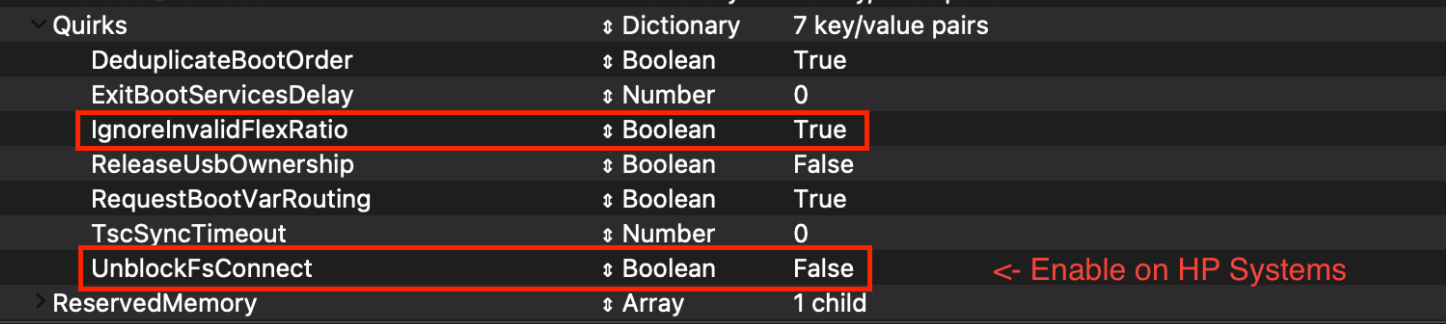 Quirks Dictionary 7 key/value pairs
DeduplicateBootOrder Boolean True
ExitBootServicesDelay Number 0
IgnoreInvalidFlexRatio Boolean True
ReleaseUsbOwnership Boolean False
RequestBootVarRouting Boolean True
TscSyncTimeout Number 0
UnblockFsConnect Boolean False <- Enable on HP Systems
ReservedMemory Array 1 child